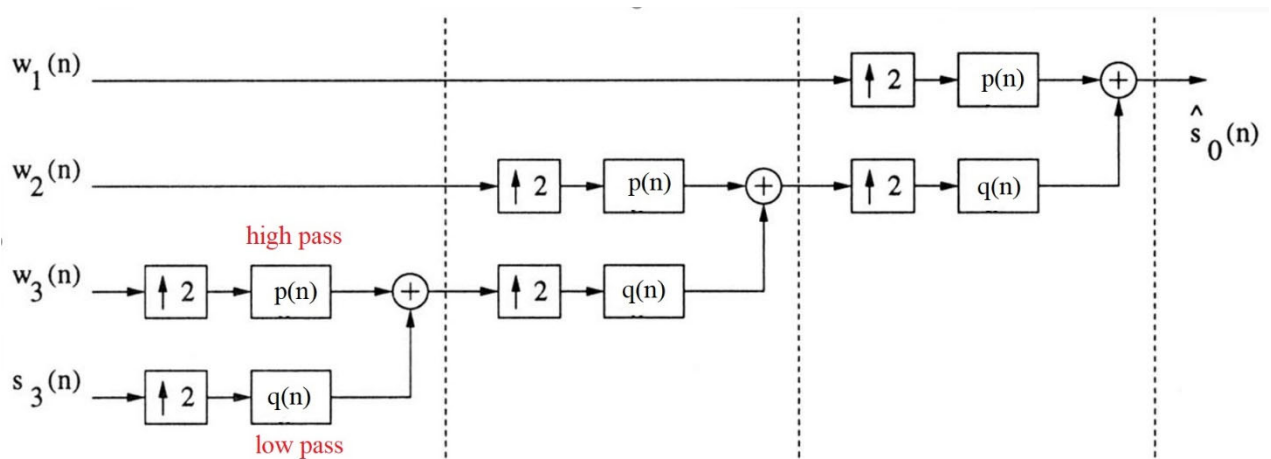 w1(n)
↑ 2
p(n)
+
ŝ0(n)
w2(n)
↑ 2
p(n)
+
↑ 2
q(n)
high pass
w3(n)
↑ 2
p(n)
+
↑ 2
q(n)
s3(n)
↑ 2
q(n)
low pass